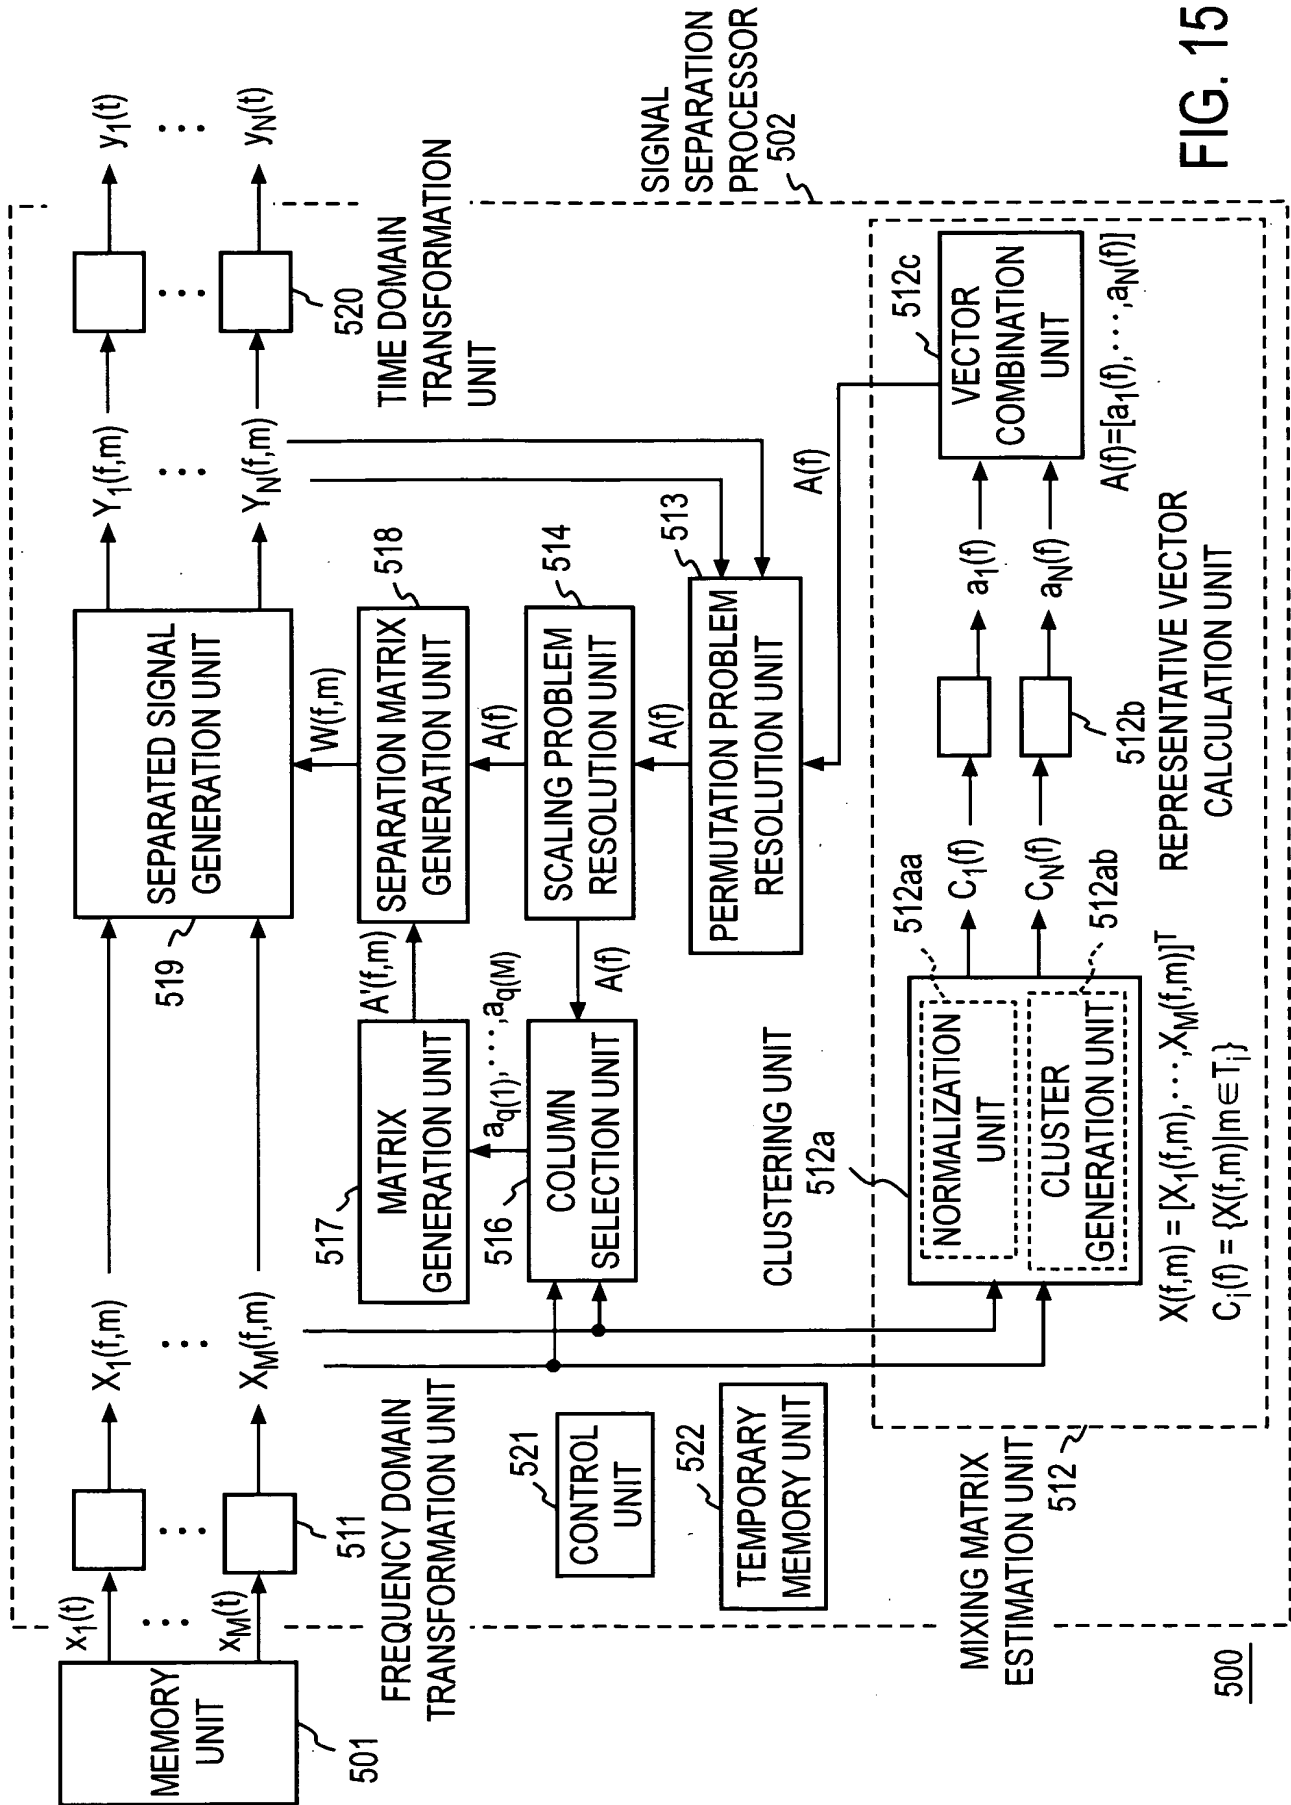 x1(t)
...
xM(t)
MEMORY
UNIT
501
511
FREQUENCY DOMAIN
TRANSFORMATION UNIT
X1(f,m)
...
XM(f,m)
SEPARATED SIGNAL
GENERATION UNIT
519
Y1(f,m)
...
YN(f,m)
520
TIME DOMAIN
TRANSFORMATION
UNIT
y1(t)
...
yN(t)
SIGNAL
SEPARATION
PROCESSOR
502
W(f,m)
517
MATRIX
GENERATION UNIT
A'(f,m)
SEPARATION MATRIX
GENERATION UNIT
518
aq(1),···,aq(M)
A(f)
516
COLUMN
SELECTION UNIT
A(f)
SCALING PROBLEM
RESOLUTION UNIT
514
A(f)
PERMUTATION PROBLEM
RESOLUTION UNIT
513
A(f)
521
CONTROL
UNIT
522
TEMPORARY
MEMORY UNIT
MIXING MATRIX
ESTIMATION UNIT
512
CLUSTERING UNIT
512a
NORMALIZATION
UNIT
512aa
CLUSTER
GENERATION UNIT
512ab
C1(f)
CN(f)
512b
REPRESENTATIVE VECTOR
CALCULATION UNIT
a1(f)
aN(f)
512c
VECTOR
COMBINATION
UNIT
A(f)=[a1(f),···,aN(f)]
X(f,m) = [X1(f,m),···,XM(f,m)]T
Ci(f) = {X(f,m)|m∈Ti}
500
FIG. 15